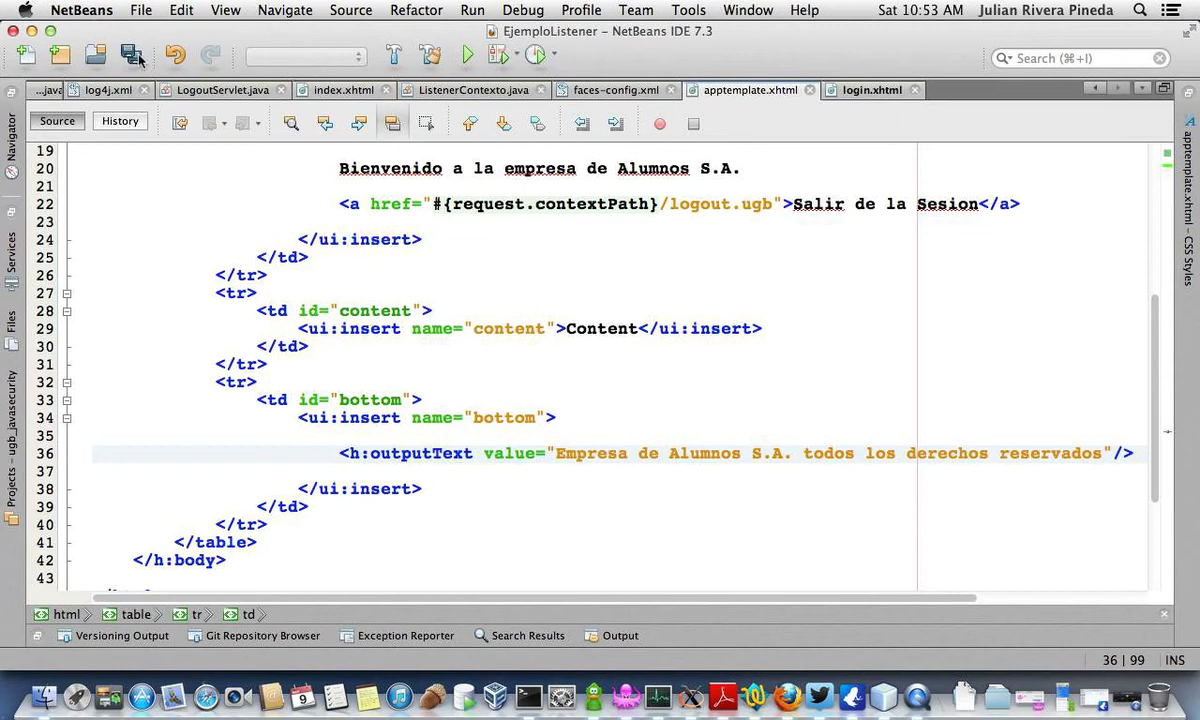 NetBeans File Edit View Navigate Source Refactor Run Debug Profile Team Tools Window Help Sat 10:53 AM Julian Rivera Pineda
EjemploListener – NetBeans IDE 7.3
Search (⌘+I)
...java log4j.xml LogoutServlet.java index.xhtml ListenerContexto.java faces-config.xml apptemplate.xhtml login.xhtml
Source History
19
20 Bienvenido a la empresa de Alumnos S.A.
21
22 <a href="#{request.contextPath}/logout.ugb">Salir de la Sesion</a>
23
24 </ui:insert>
25 </td>
26 </tr>
27 <tr>
28 <td id="content">
29 <ui:insert name="content">Content</ui:insert>
30 </td>
31 </tr>
32 <tr>
33 <td id="bottom">
34 <ui:insert name="bottom">
35
36 <h:outputText value="Empresa de Alumnos S.A. todos los derechos reservados"/>
37
38 </ui:insert>
39 </td>
40 </tr>
41 </table>
42 </h:body>
43
html table tr td
Versioning Output Git Repository Browser Exception Reporter Search Results Output
36 | 99 INS
Navigator
Services
Files
Projects – ugb_javasecurity
apptemplate.xhtml – CSS Styles
9